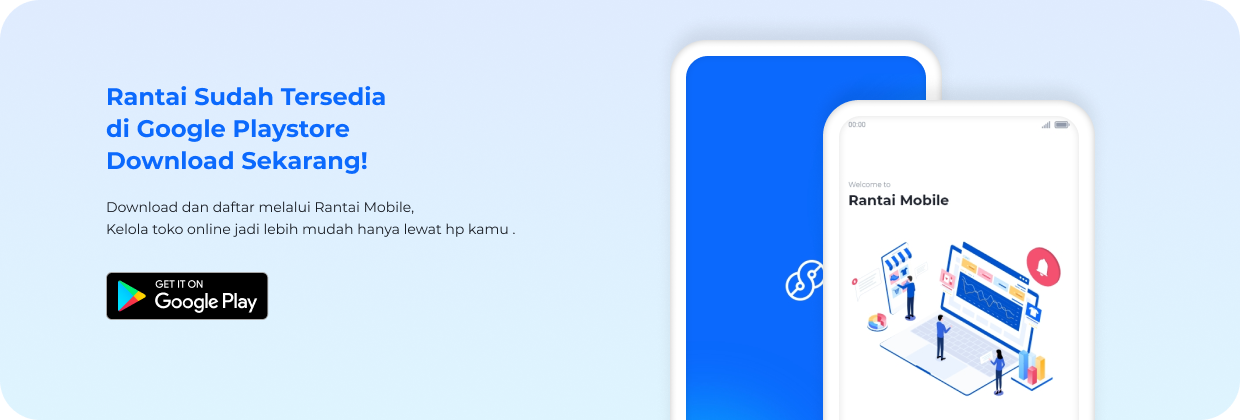 Rantai Sudah Tersedia
di Google Playstore
Download Sekarang!
Download dan daftar melalui Rantai Mobile,
Kelola toko online jadi lebih mudah hanya lewat hp kamu .
GET IT ON
Google Play
00:00
Welcome to
Rantai Mobile